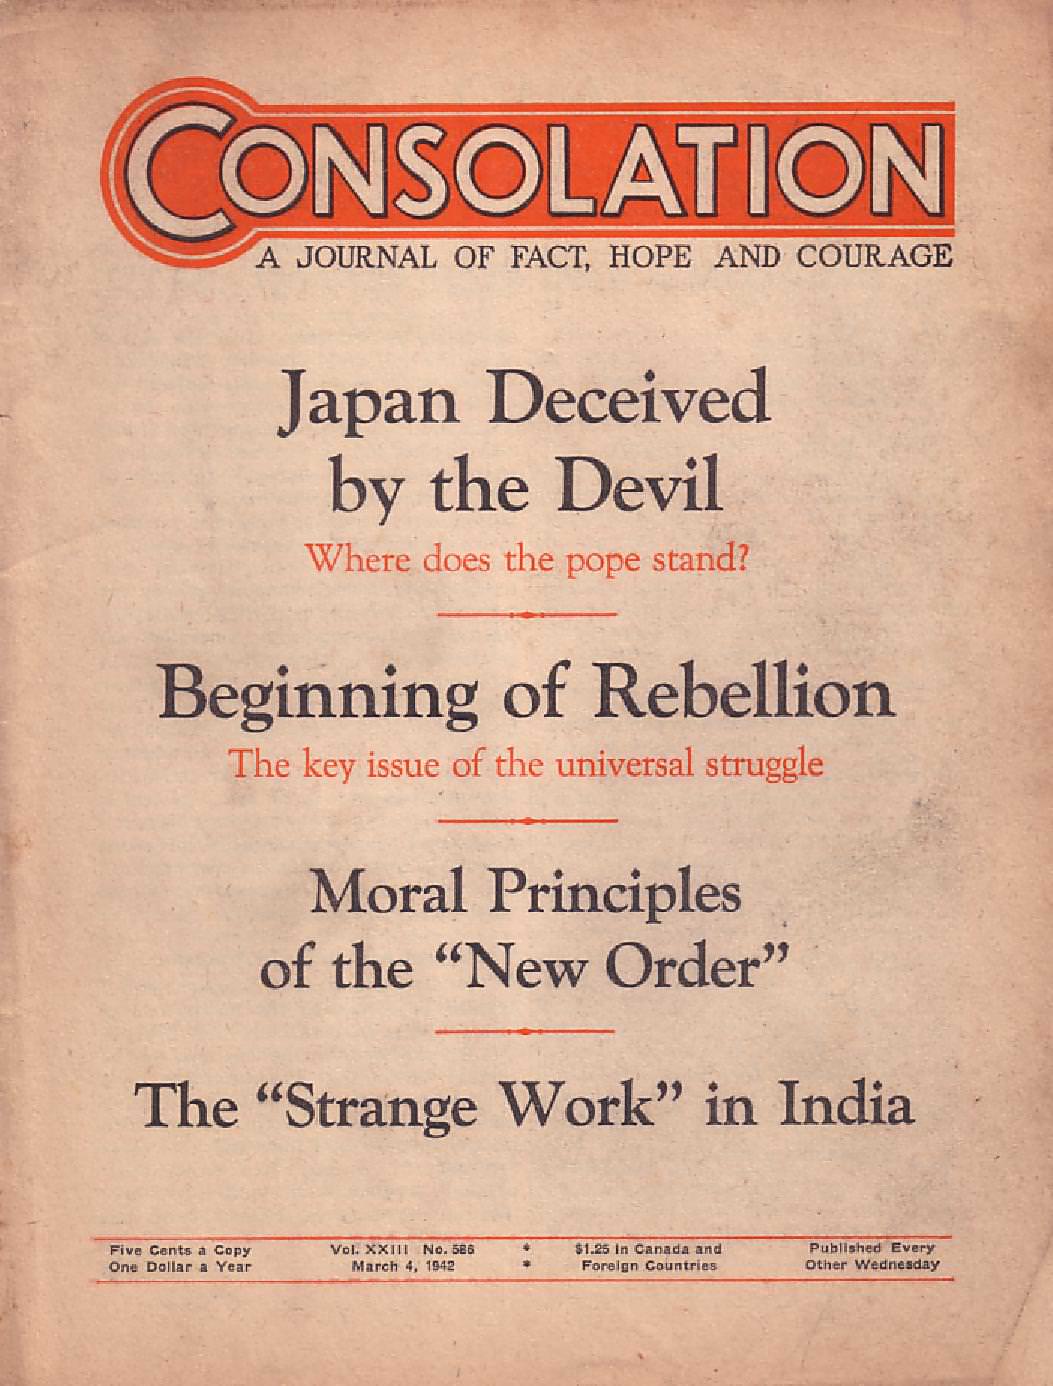 CONSOLATION
A JOURNAL OF FACT, HOPE AND COURAGE
Japan Deceived
by the Devil
Where does the pope stand?
Beginning of Rebellion
The key issue of the universal struggle
Moral Principles
of the “New Order”
The “Strange Work” in India
Five Cents a Copy
One Dollar a Year
Vol. XXIII No. 586
March 4, 1942
*
*
$1.25 in Canada and
Foreign Countries
Published Every
Other Wednesday